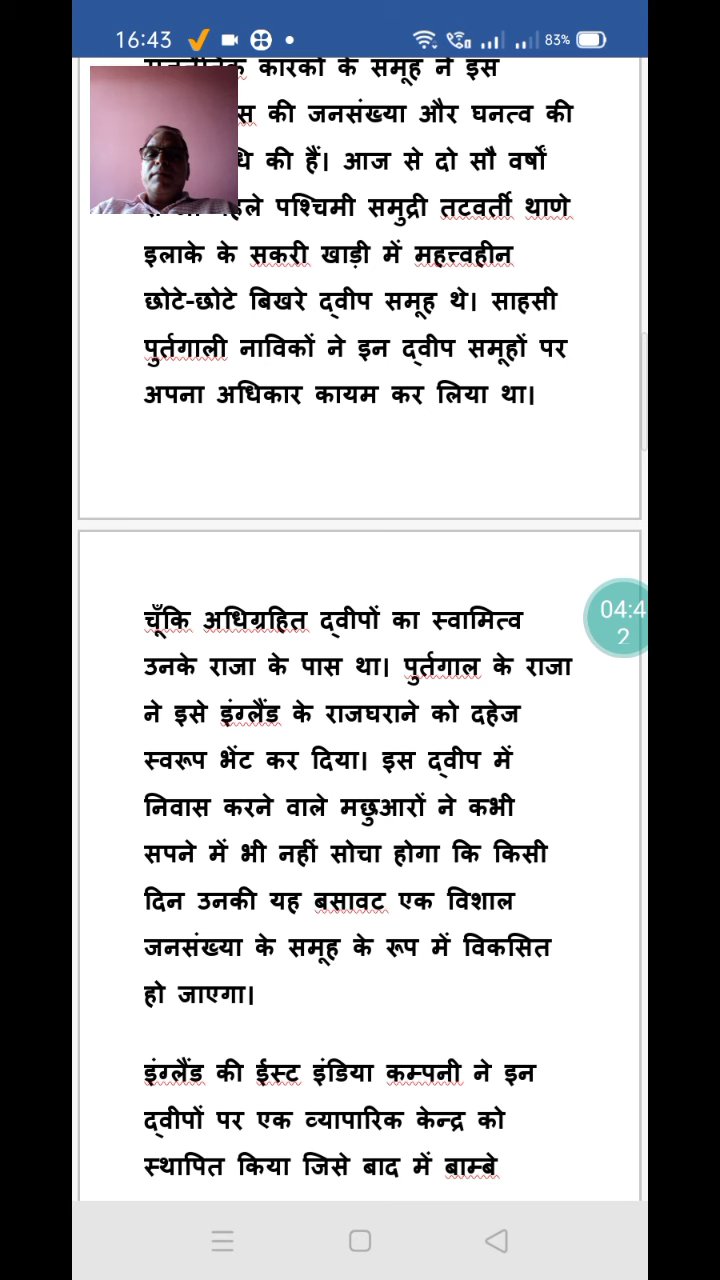 16:43
83%
कारकों के समूह ने इस
की जनसंख्या और घनत्व की
की हैं। आज से दो सौ वर्षों
पश्चिमी समुद्री तटवर्ती थाणे
इलाके के सकरी खाड़ी में महत्त्वहीन
छोटे-छोटे बिखरे द्वीप समूह थे। साहसी
पुर्तगाली नाविकों ने इन द्वीप समूहों पर
अपना अधिकार कायम कर लिया था।
चूँकि अधिग्रहित द्वीपों का स्वामित्व
उनके राजा के पास था। पुर्तगाल के राजा
ने इसे इंग्लैंड के राजघराने को दहेज
स्वरूप भेंट कर दिया। इस द्वीप में
निवास करने वाले मछुआरों ने कभी
सपने में भी नहीं सोचा होगा कि किसी
दिन उनकी यह बसावट एक विशाल
जनसंख्या के समूह के रूप में विकसित
हो जाएगा।
04:4
2
इंग्लैंड की ईस्ट इंडिया कम्पनी ने इन
द्वीपों पर एक व्यापारिक केन्द्र को
स्थापित किया जिसे बाद में बाम्बे